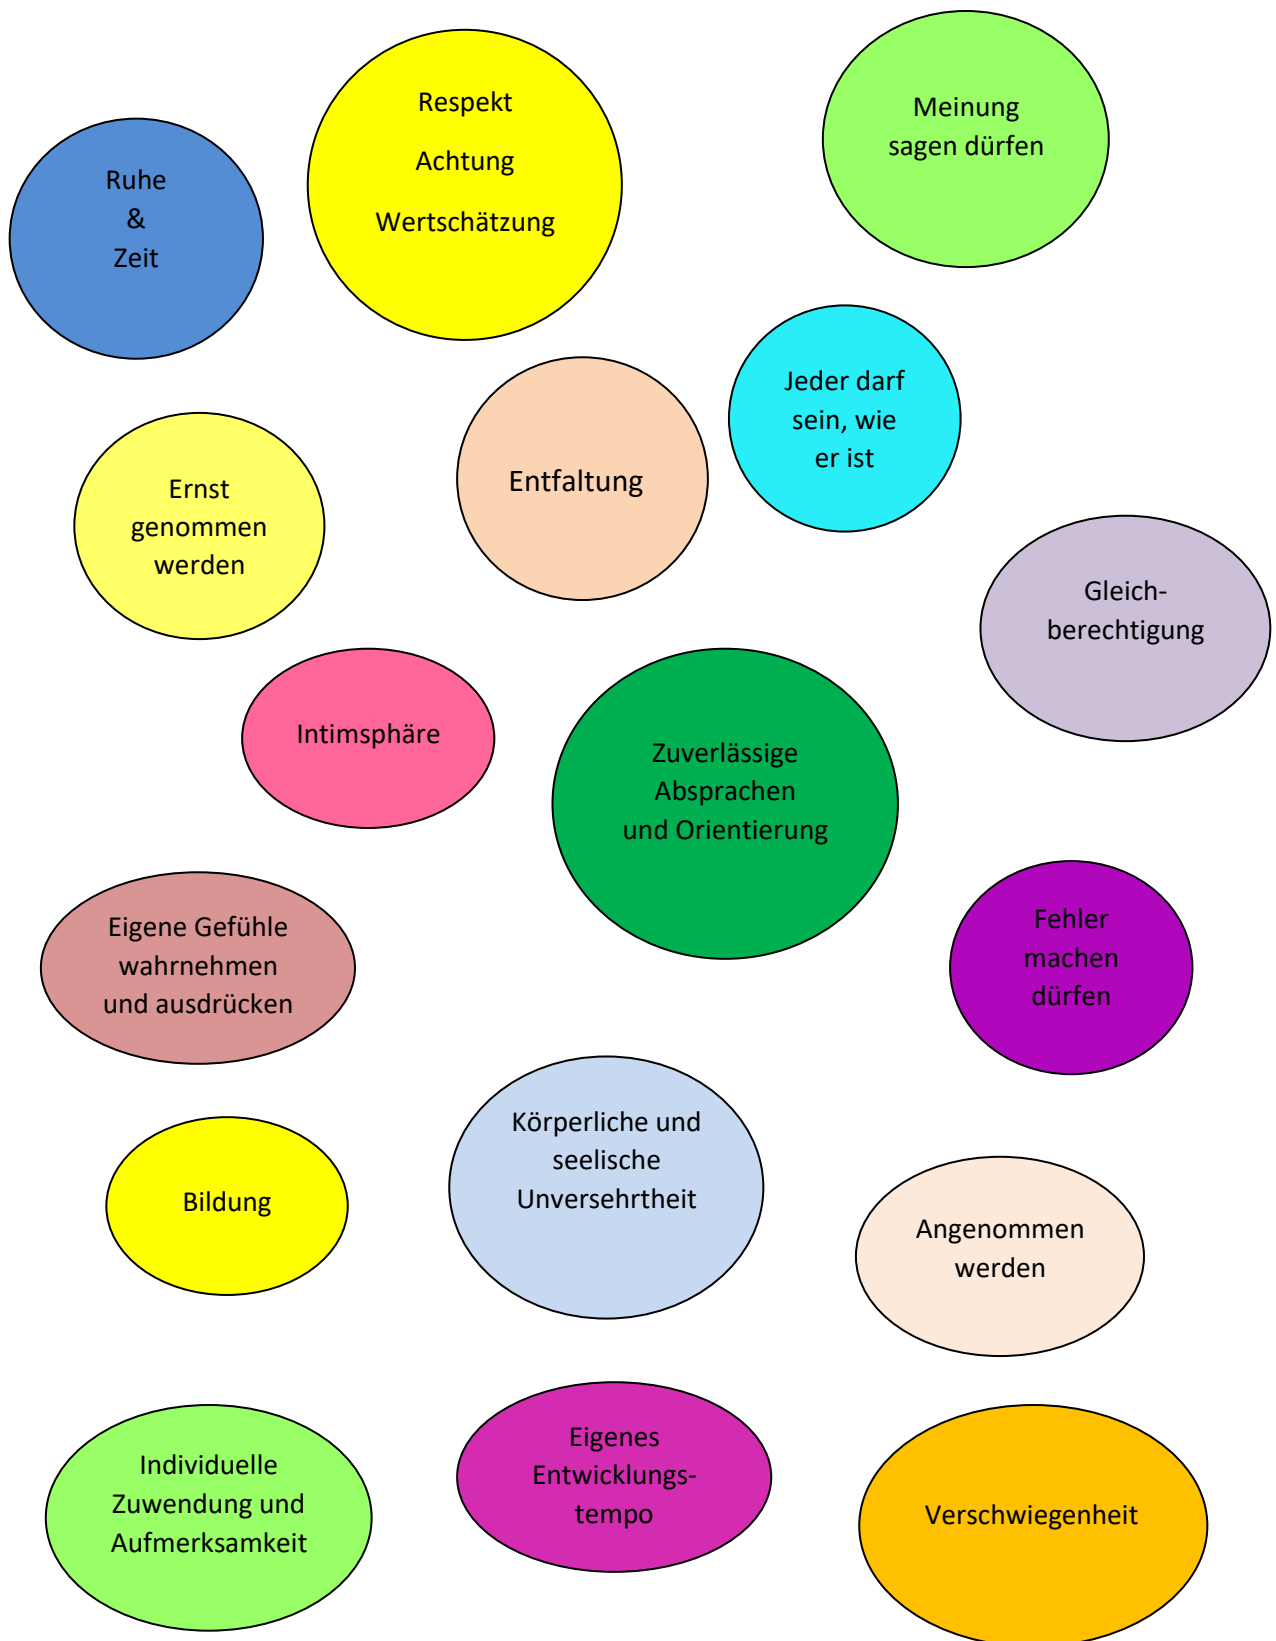 Ruhe
&
Zeit
Respekt
Achtung
Wertschätzung
Meinung
sagen dürfen
Ernst
genommen
werden
Entfaltung
Jeder darf
sein, wie
er ist
Gleich-
berechtigung
Intimsphäre
Zuverlässige
Absprachen
und Orientierung
Eigene Gefühle
wahrnehmen
und ausdrücken
Fehler
machen
dürfen
Bildung
Körperliche und
seelische
Unversehrtheit
Angenommen
werden
Individuelle
Zuwendung und
Aufmerksamkeit
Eigenes
Entwicklungs-
tempo
Verschwiegenheit